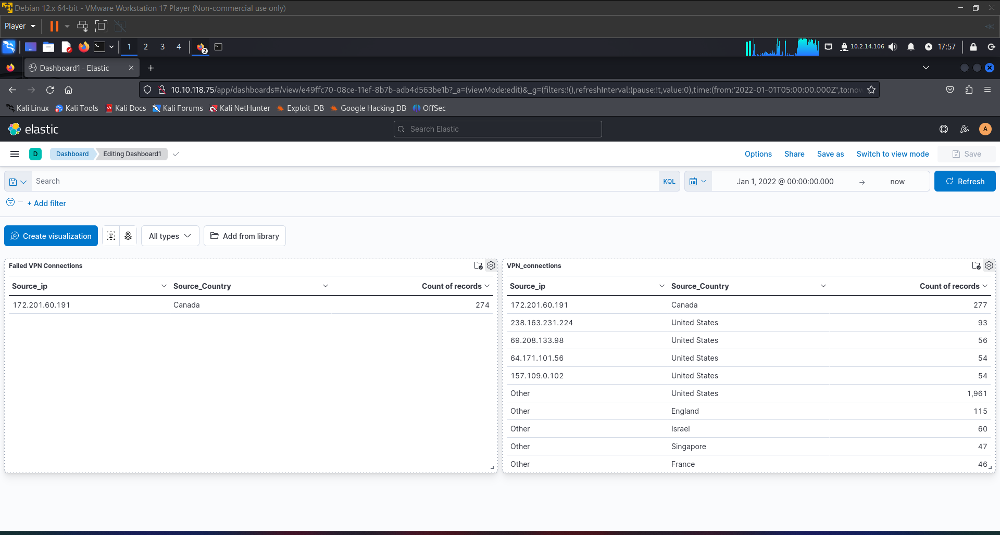 Debian 12.x 64-bit - VMware Workstation 17 Player (Non-commercial use only)
Player
1 2 3 4 2 10.2.14.106 17:57
Dashboard1 - Elastic
10.10.118.75/app/dashboards#/view/e49ffc70-08ce-11ef-8b7b-adb4d563be1b?_a=(viewMode:edit)&_g=(filters:!(),refreshInterval:(pause:!t,value:0),time:(from:'2022-01-01T05:00:00.000Z',to:now
Kali Linux Kali Tools Kali Docs Kali Forums Kali NetHunter Exploit-DB Google Hacking DB OffSec
elastic Search Elastic A
D Dashboard Editing Dashboard1 Options Share Save as Switch to view mode Save
Search KQL Jan 1, 2022 @ 00:00:00.000 → now Refresh
+ Add filter
Create visualization All types Add from library
Failed VPN Connections
Source_ip Source_Country Count of records
172.201.60.191 Canada 274
VPN_connections
Source_ip Source_Country Count of records
172.201.60.191 Canada 277
238.163.231.224 United States 93
69.208.133.98 United States 56
64.171.101.56 United States 54
157.109.0.102 United States 54
Other United States 1,961
Other England 115
Other Israel 60
Other Singapore 47
Other France 46